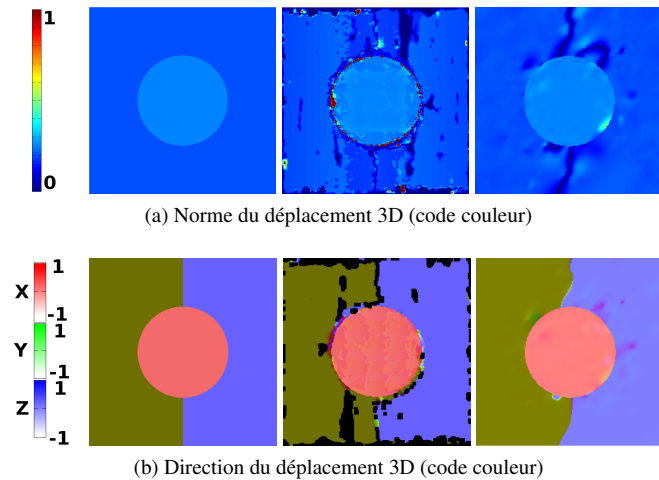 1
0
(a) Norme du déplacement 3D (code couleur)
X
1
-1
Y
1
-1
Z
1
-1
(b) Direction du déplacement 3D (code couleur)